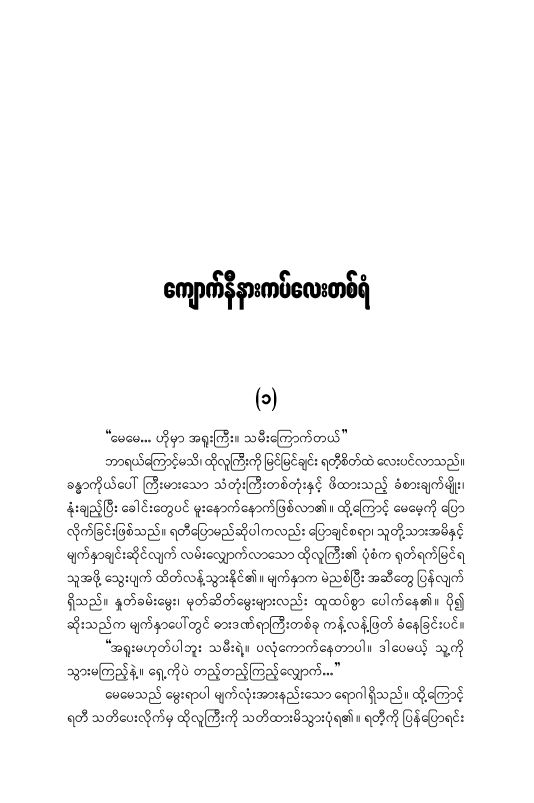 ကျောက်နီနားကပ်လေးတစ်ရံ
(၁)
“မေမေ... ဟိုမှာ အရူးကြီး။ သမီးကြောက်တယ်”
ဘာရယ်ကြောင့်မသိ၊ ထိုလူကြီးကို မြင်မြင်ချင်း ရတီ့စိတ်ထဲ လေးပင်လာသည်။
ခန္ဓာကိုယ်ပေါ် ကြီးမားသော သံတုံးကြီးတစ်တုံးနှင့် ဖိထားသည့် ခံစားချက်မျိုး၊
နှုံးချည့်ပြီး ခေါင်းတွေပင် မူးနောက်နောက်ဖြစ်လာ၏။ ထို့ကြောင့် မေမေ့ကို ပြော
လိုက်ခြင်းဖြစ်သည်။ ရတီပြောမည်ဆိုပါကလည်း ပြောချင်စရာ၊ သူတို့သားအမိနှင့်
မျက်နှာချင်းဆိုင်လျက် လမ်းလျှောက်လာသော ထိုလူကြီး၏ ပုံစံက ရုတ်ရက်မြင်ရ
သူအဖို့ သွေးပျက် ထိတ်လန့်သွားနိုင်၏။ မျက်နှာက မဲညစ်ပြီး အဆီတွေ ပြန်လျက်
ရှိသည်။ နှုတ်ခမ်းမွေး၊ မုတ်ဆိတ်မွေးများလည်း ထူထပ်စွာ ပေါက်နေ၏။ ပို၍
ဆိုးသည်က မျက်နှာပေါ်တွင် ဓားဒဏ်ရာကြီးတစ်ခု ကန့်လန့်ဖြတ် ခံနေခြင်းပင်။
“အရူးမဟုတ်ပါဘူး သမီးရဲ့။ ပလုံကောက်နေတာပါ။ ဒါပေမယ့် သူ့ကို
သွားမကြည့်နဲ့။ ရှေ့ကိုပဲ တည့်တည့်ကြည့်လျှောက်...”
မေမေသည် မွေးရာပါ မျက်လုံးအားနည်းသော ရောဂါရှိသည်။ ထို့ကြောင့်
ရတီ သတိပေးလိုက်မှ ထိုလူကြီးကို သတိထားမိသွားပုံရ၏။ ရတီ့ကို ပြန်ပြောရင်း